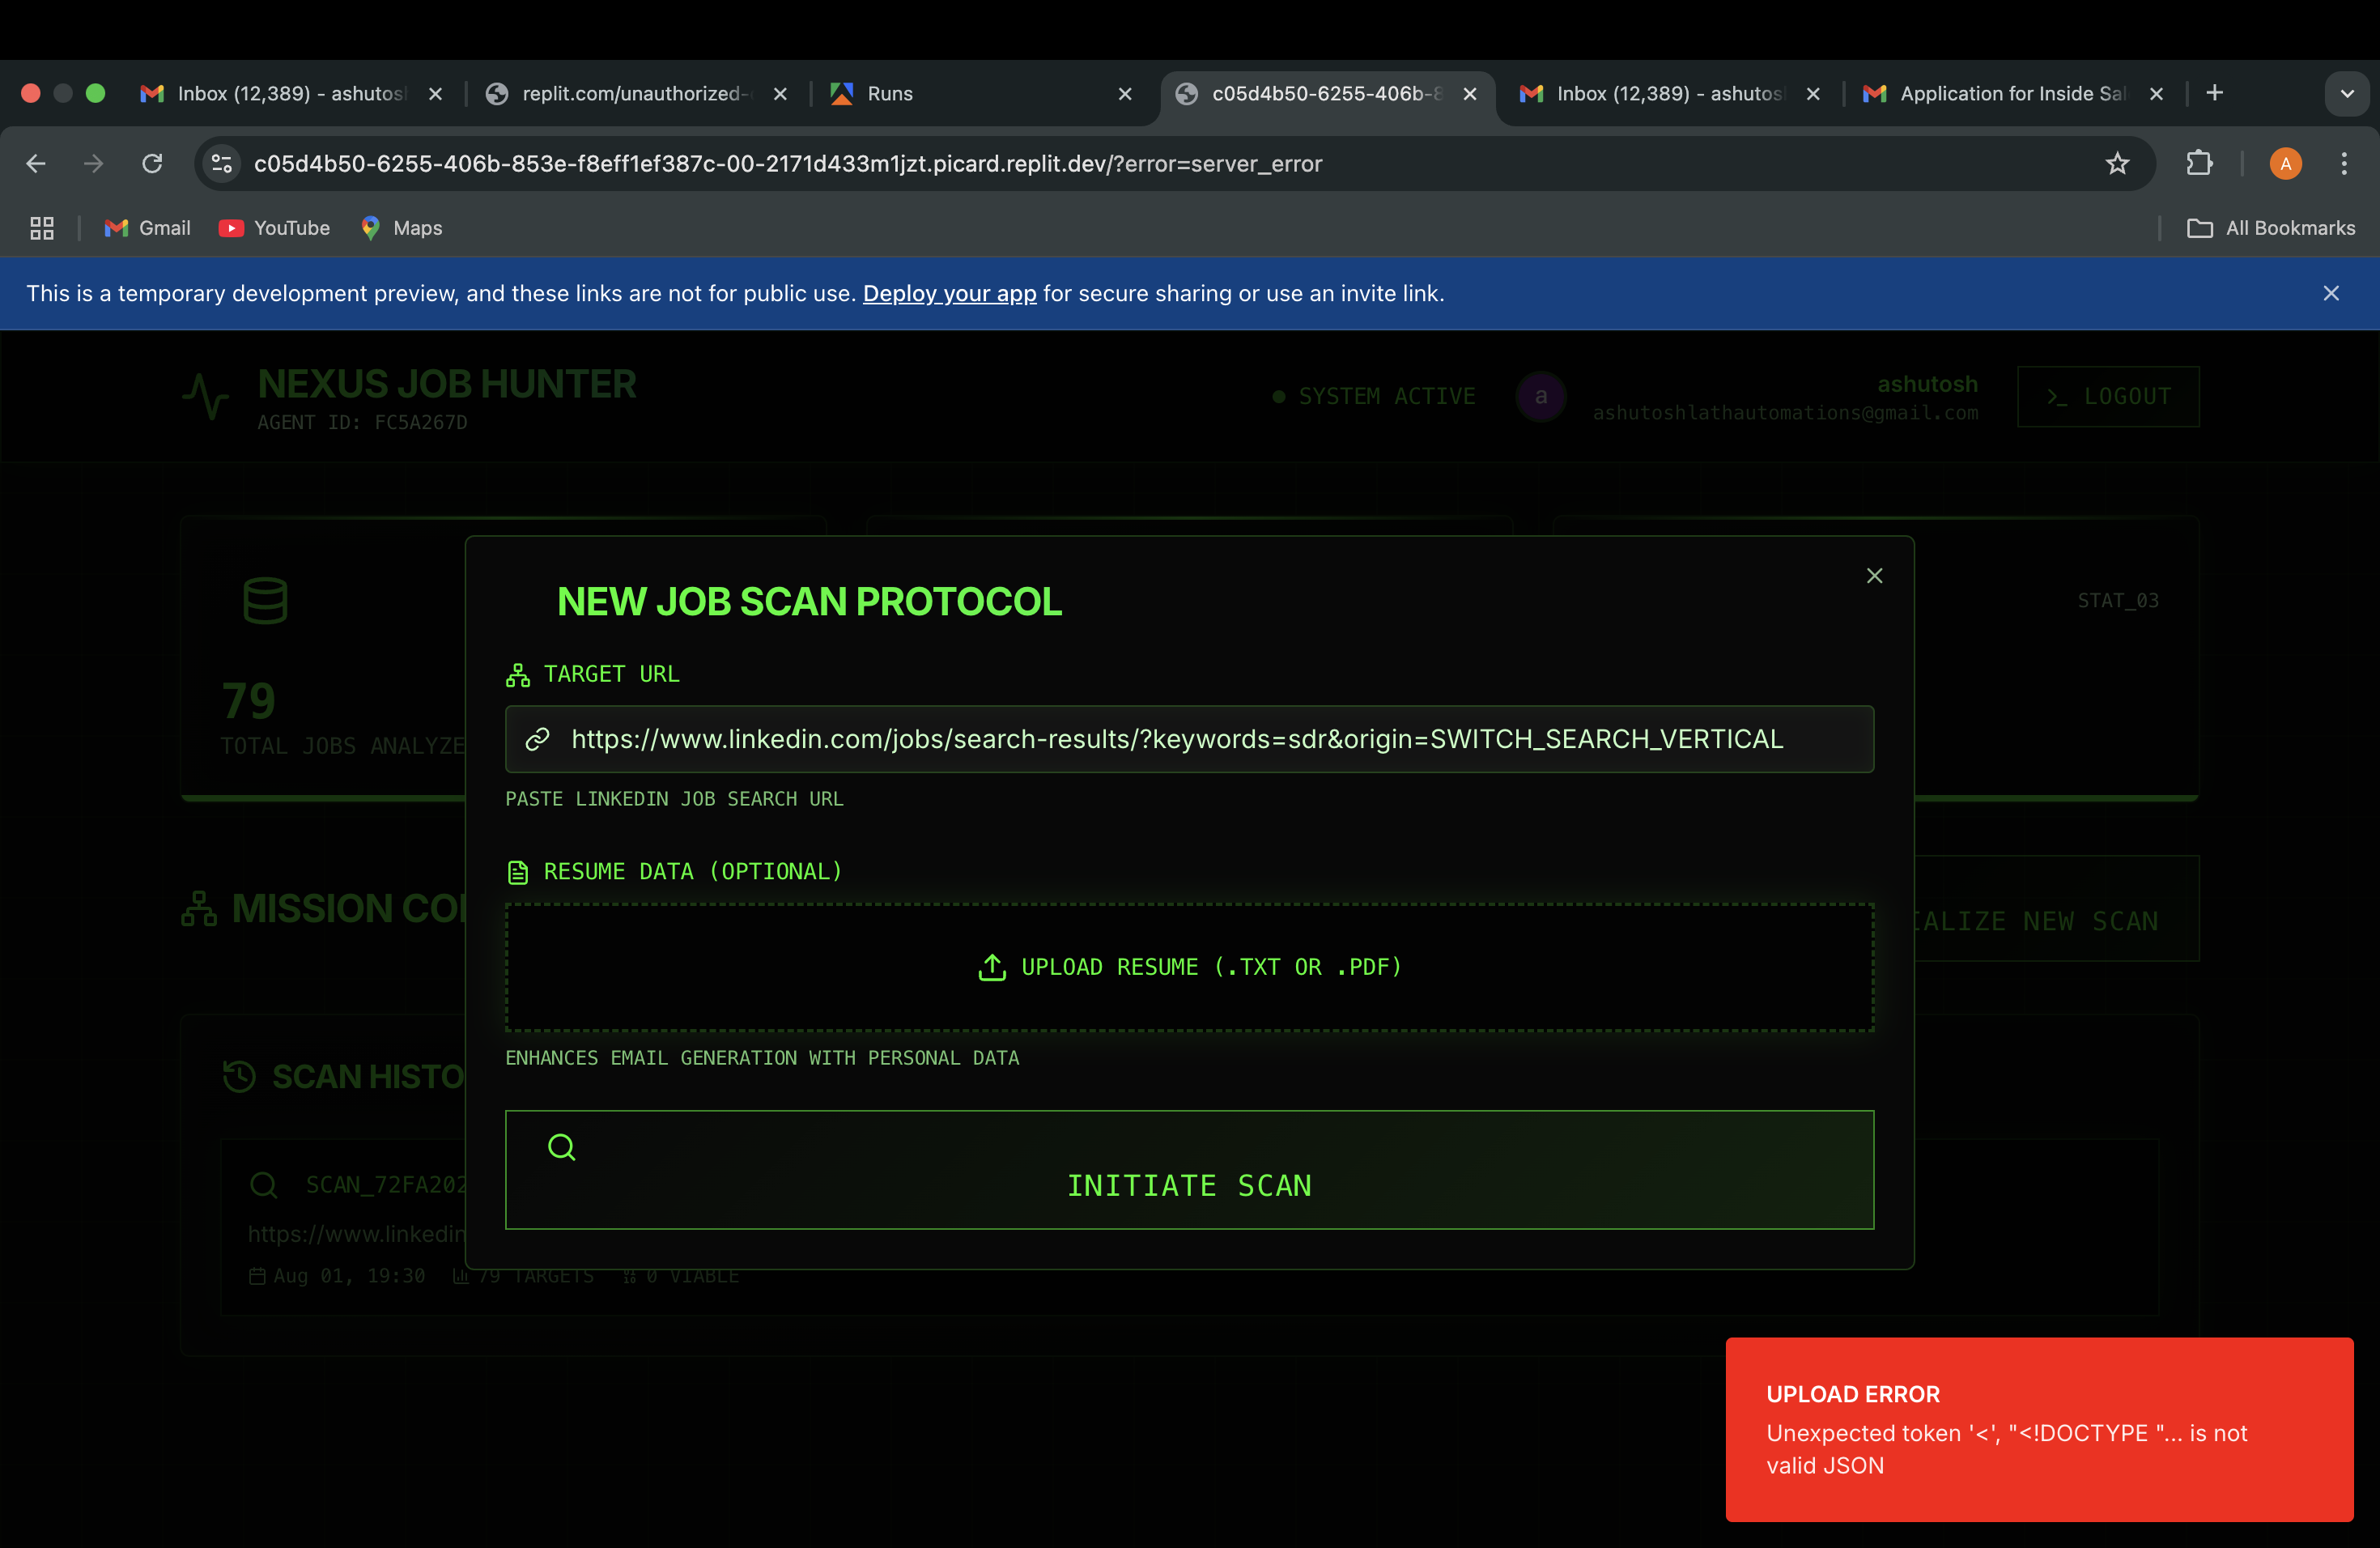 Inbox (12,389) - ashutosh
replit.com/unauthorized-
Runs
c05d4b50-6255-406b-8
Inbox (12,389) - ashutos
Application for Inside Sal
c05d4b50-6255-406b-853e-f8eff1ef387c-00-2171d433m1jzt.picard.replit.dev/?error=server_error
A
Gmail
YouTube
Maps
All Bookmarks
This is a temporary development preview, and these links are not for public use. Deploy your app for secure sharing or use an invite link.
NEXUS JOB HUNTER
AGENT ID: FC5A267D
SYSTEM ACTIVE
a
ashutosh
ashutoshlathautomations@gmail.com
>_ LOGOUT
NEW JOB SCAN PROTOCOL
STAT_03
TARGET URL
79
TOTAL JOBS ANALYZE
https://www.linkedin.com/jobs/search-results/?keywords=sdr&origin=SWITCH_SEARCH_VERTICAL
PASTE LINKEDIN JOB SEARCH URL
RESUME DATA (OPTIONAL)
MISSION CO
IALIZE NEW SCAN
UPLOAD RESUME (.TXT OR .PDF)
ENHANCES EMAIL GENERATION WITH PERSONAL DATA
SCAN HISTO
INITIATE SCAN
SCAN_72FA202
https://www.linkedin
Aug 01, 19:30
79 TARGETS
0 VIABLE
UPLOAD ERROR
Unexpected token '<', "<!DOCTYPE "... is not
valid JSON